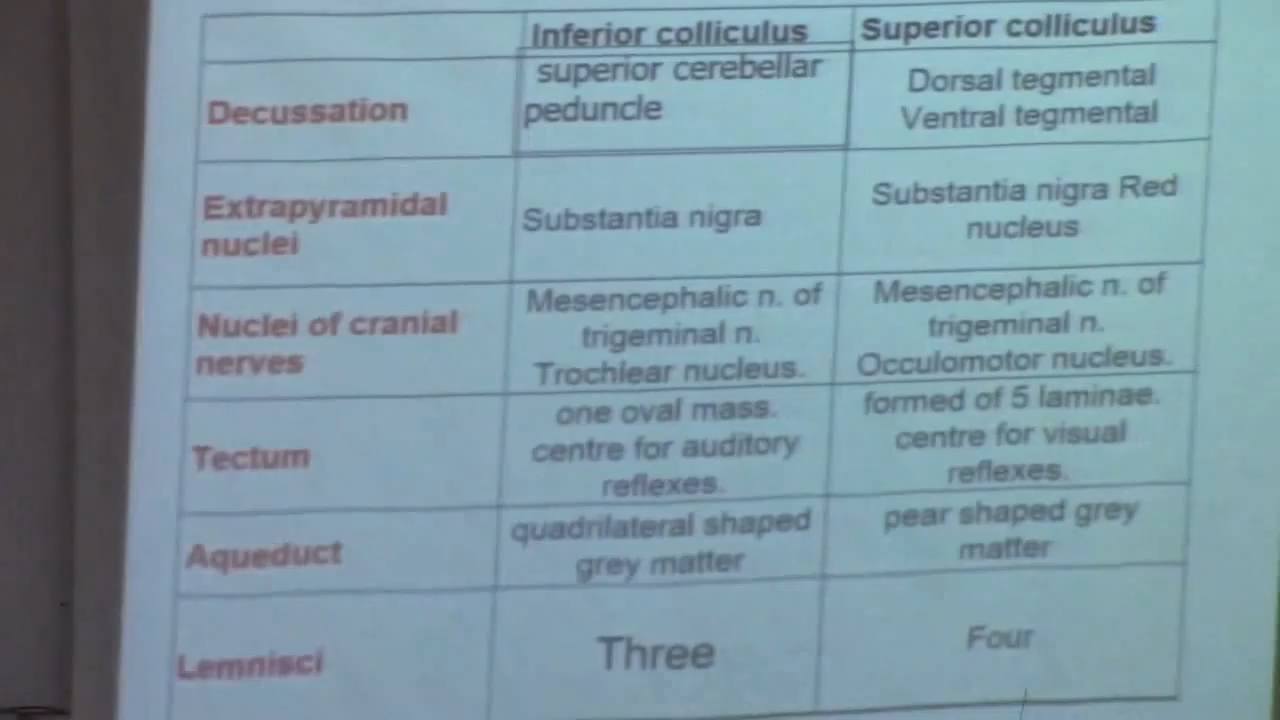 Inferior colliculus Superior colliculus
Decussation
superior cerebellar
peduncle
Dorsal tegmental
Ventral tegmental
Extrapyramidal
nuclei
Substantia nigra
Substantia nigra Red
nucleus
Nuclei of cranial
nerves
Mesencephalic n. of
trigeminal n.
Trochlear nucleus.
Mesencephalic n. of
trigeminal n.
Occulomotor nucleus.
Tectum
one oval mass.
centre for auditory
reflexes.
formed of 5 laminae.
centre for visual
reflexes.
Aqueduct
quadrilateral shaped
grey matter
pear shaped grey
matter
Lemnisci
Three
Four